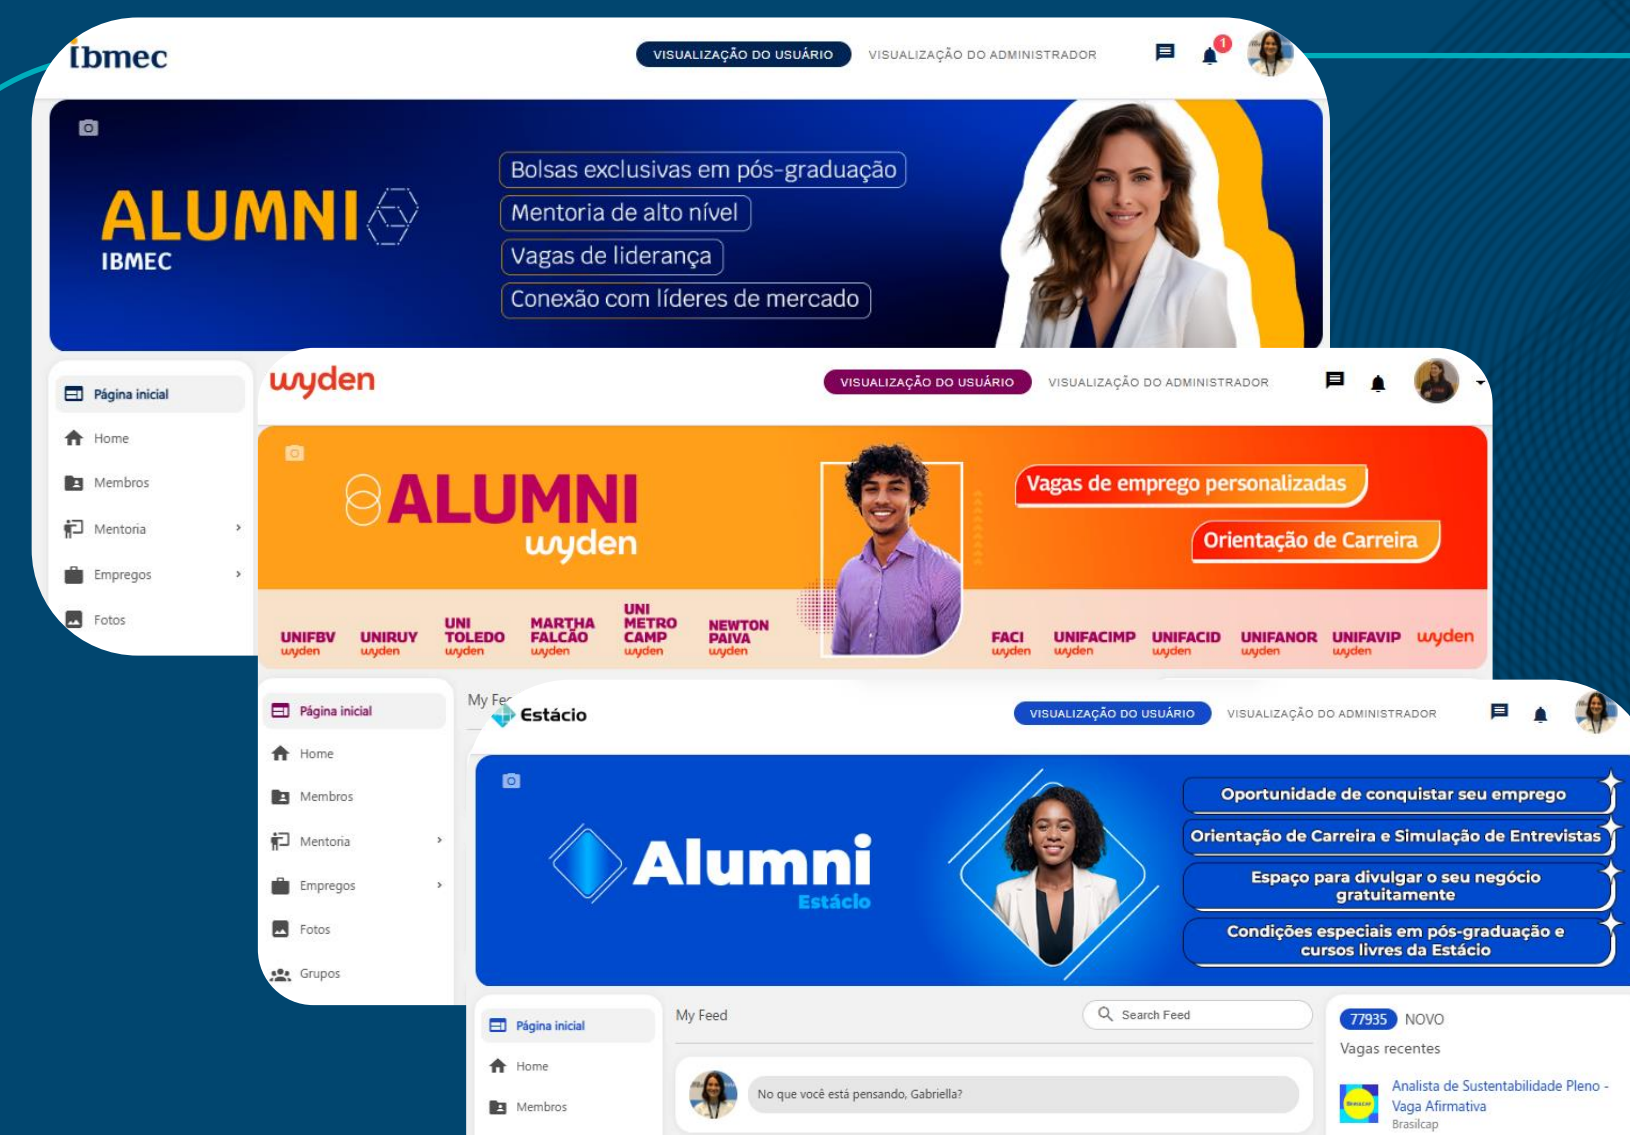 Ibmec
VISUALIZAÇÃO DO USUÁRIO
VISUALIZAÇÃO DO ADMINISTRADOR
1
ALUMNI
IBMEC
Bolsas exclusivas em pós-graduação
Mentoria de alto nível
Vagas de liderança
Conexão com líderes de mercado
Página inicial
Home
Membros
Mentoria
Empregos
Fotos
wyden
VISUALIZAÇÃO DO USUÁRIO
VISUALIZAÇÃO DO ADMINISTRADOR
ALUMNI
wyden
Vagas de emprego personalizadas
Orientação de Carreira
UNIFBV
wyden
UNIRUY
wyden
UNI
TOLEDO
wyden
MARTHA
FALCÃO
wyden
UNI
METRO
CAMP
wyden
NEWTON
PAIVA
wyden
FACI
wyden
UNIFACIMP
wyden
UNIFACID
wyden
UNIFANOR
wyden
UNIFAVIP
wyden
wyden
Página inicial
Home
Membros
Mentoria
Empregos
Fotos
Grupos
My Fee
Estácio
VISUALIZAÇÃO DO USUÁRIO
VISUALIZAÇÃO DO ADMINISTRADOR
Alumni
Estácio
Oportunidade de conquistar seu emprego
Orientação de Carreira e Simulação de Entrevistas
Espaço para divulgar o seu negócio
gratuitamente
Condições especiais em pós-graduação e
cursos livres da Estácio
Página inicial
Home
Membros
My Feed
Search Feed
No que você está pensando, Gabriella?
77935 NOVO
Vagas recentes
Analista de Sustentabilidade Pleno -
Vaga Afirmativa
Brasilcap